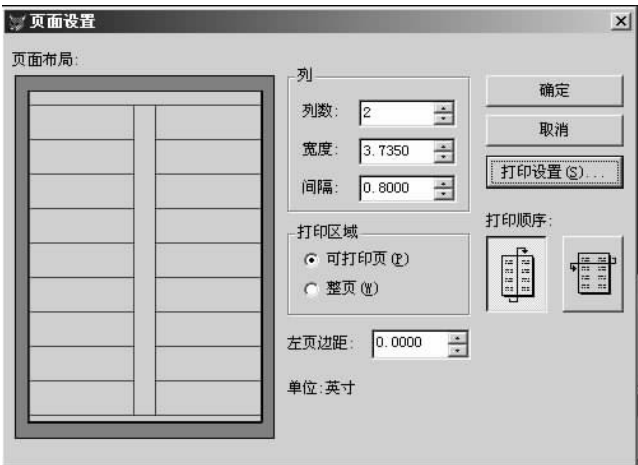 页面设置
页面布局:
列
列数: 2
宽度: 3.7350
间隔: 0.8000
打印区域
可打印页(P)
整页(W)
左页边距: 0.0000
单位:英寸
确定
取消
打印设置(S)...
打印顺序: